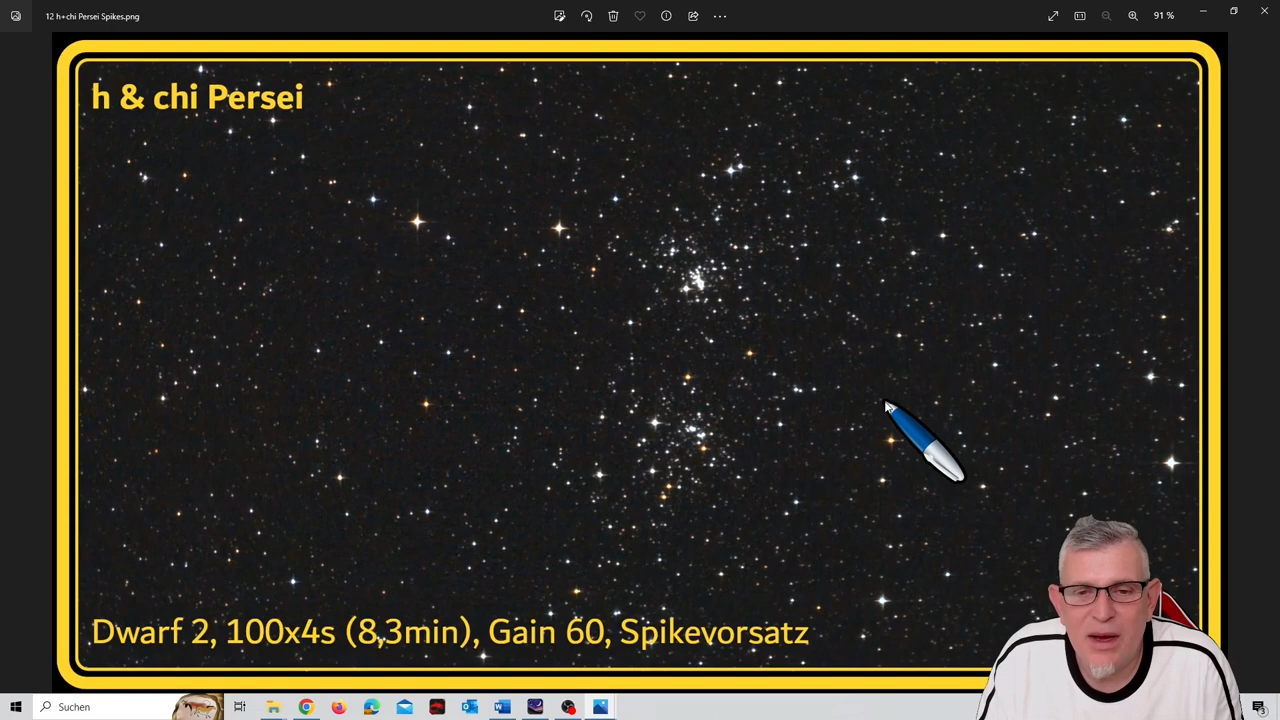 12 h+chi Persei Spikes.png
91 %
h & chi Persei
Dwarf 2, 100x4s (8,3min), Gain 60, Spikevorsatz
Suchen